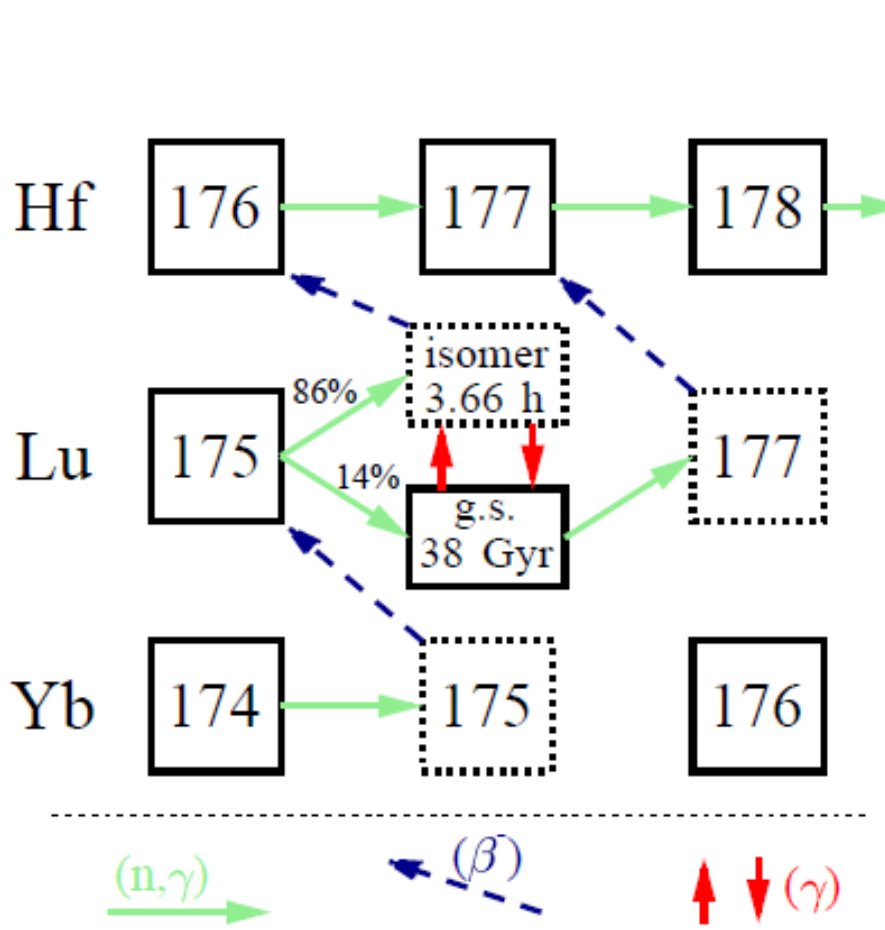 Hf 176 177 178
isomer
86% 3.66 h
Lu 175 177
14%
g.s.
38 Gyr
Yb 174 175 176
(n,γ) (β⁻) (γ)